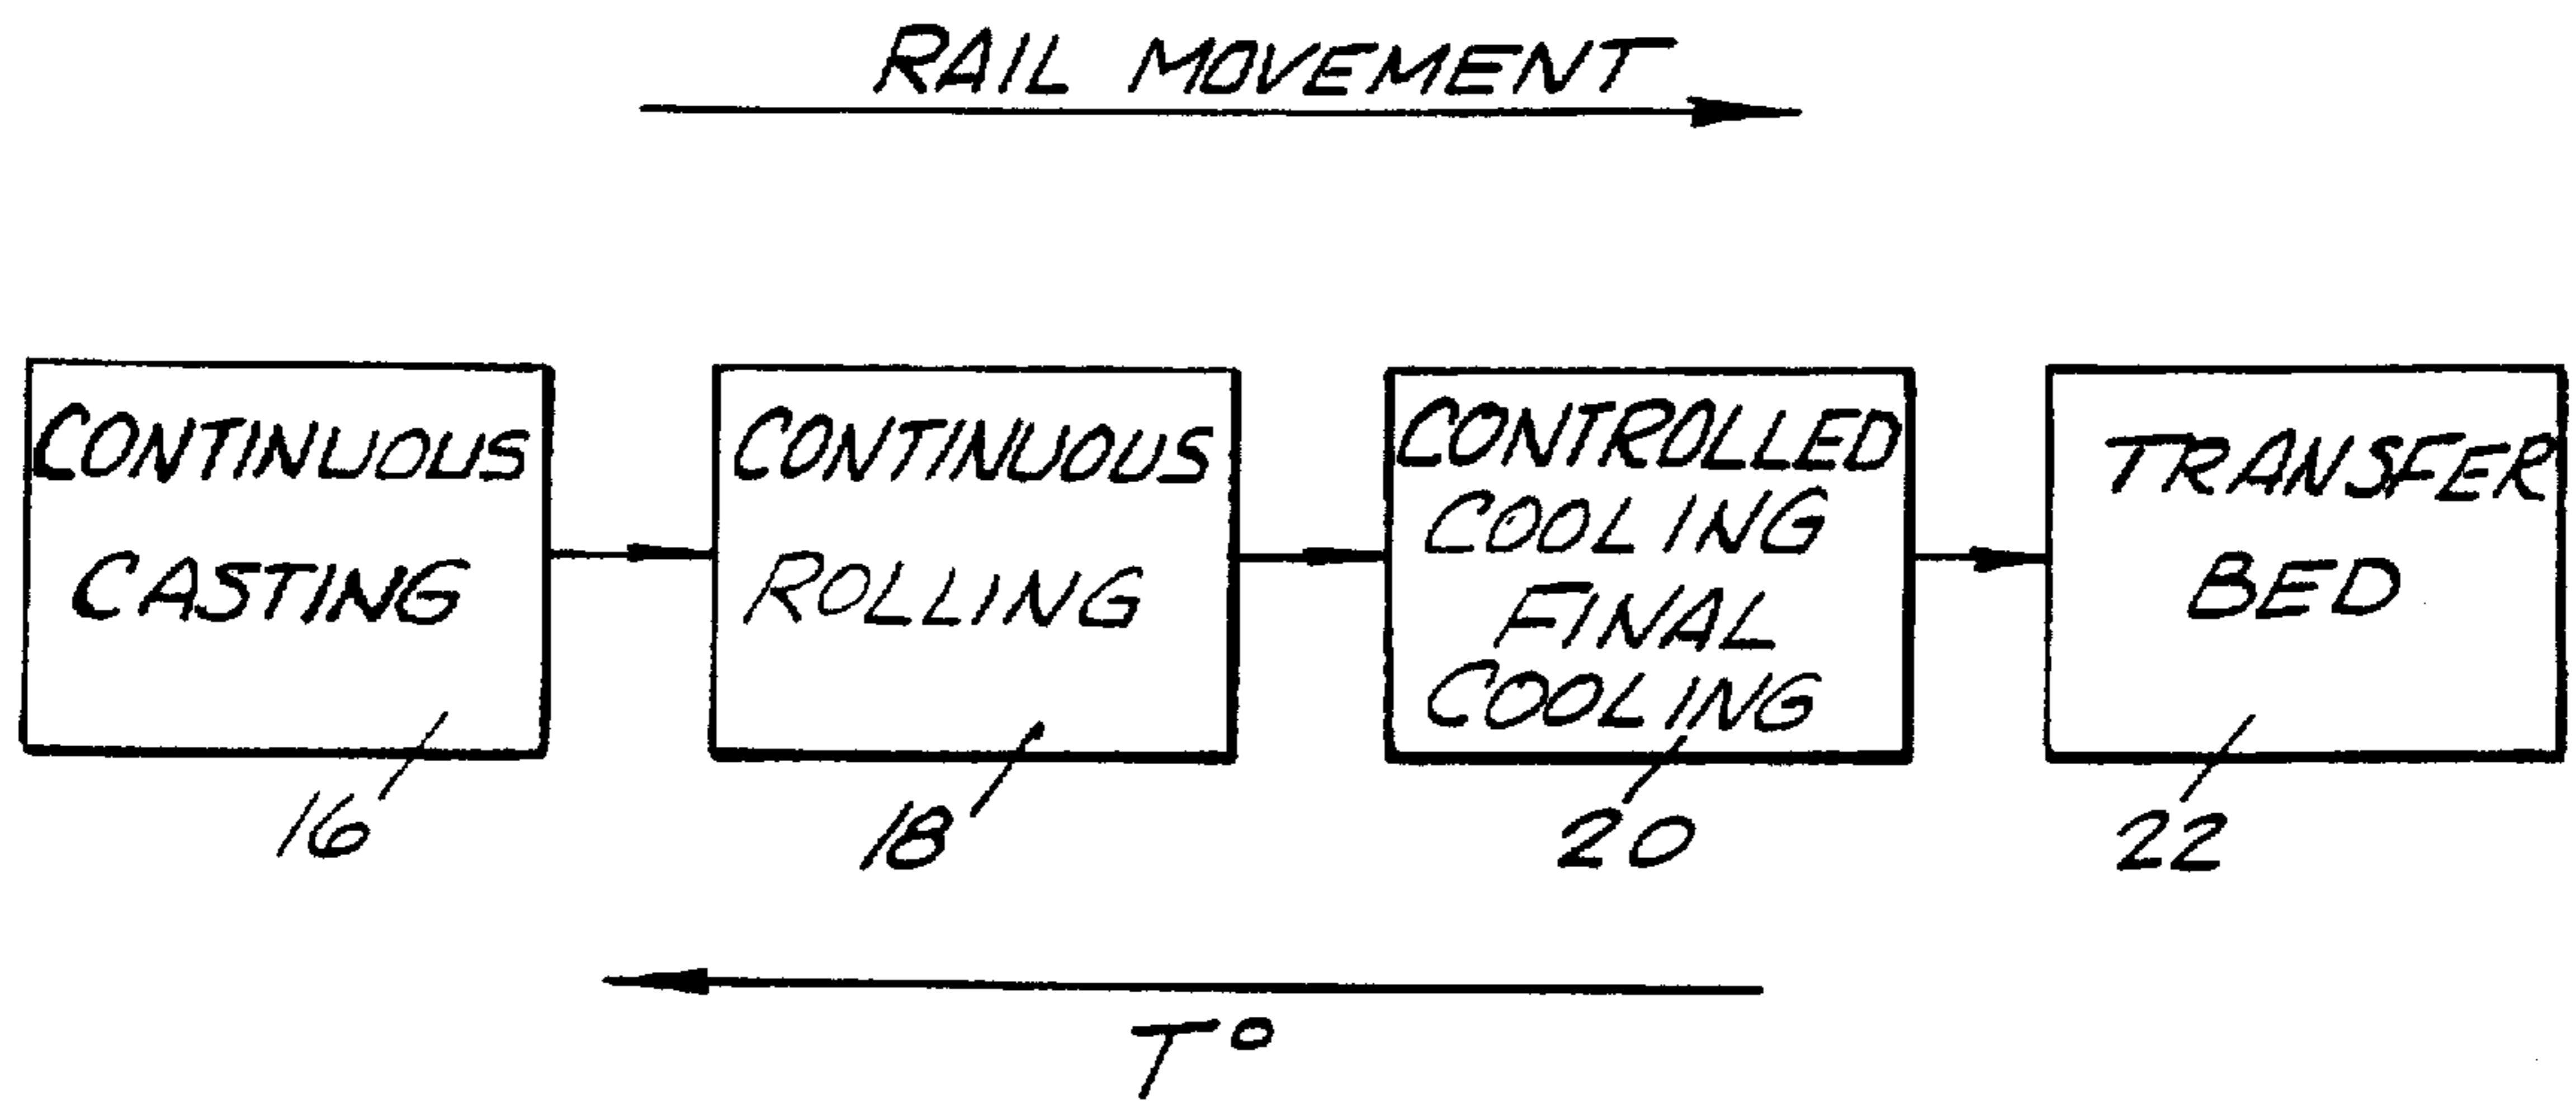 RAIL MOVEMENT
CONTINUOUS
CASTING
16
CONTINUOUS
ROLLING
18
CONTROLLED
COOLING
FINAL
COOLING
20
TRANSFER
BED
22
T°